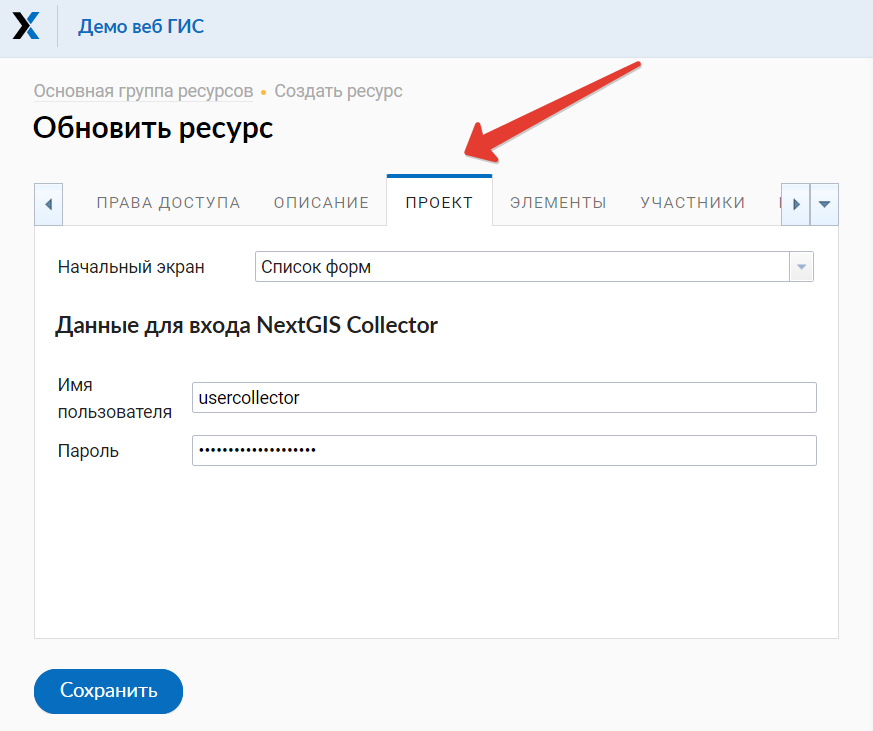 Демо веб ГИС
Основная группа ресурсов • Создать ресурс
Обновить ресурс
ПРАВА ДОСТУПА ОПИСАНИЕ ПРОЕКТ ЭЛЕМЕНТЫ УЧАСТНИКИ
Начальный экран Список форм
Данные для входа NextGIS Collector
Имя
пользователя usercollector
Пароль ••••••••••••••••••••
Сохранить